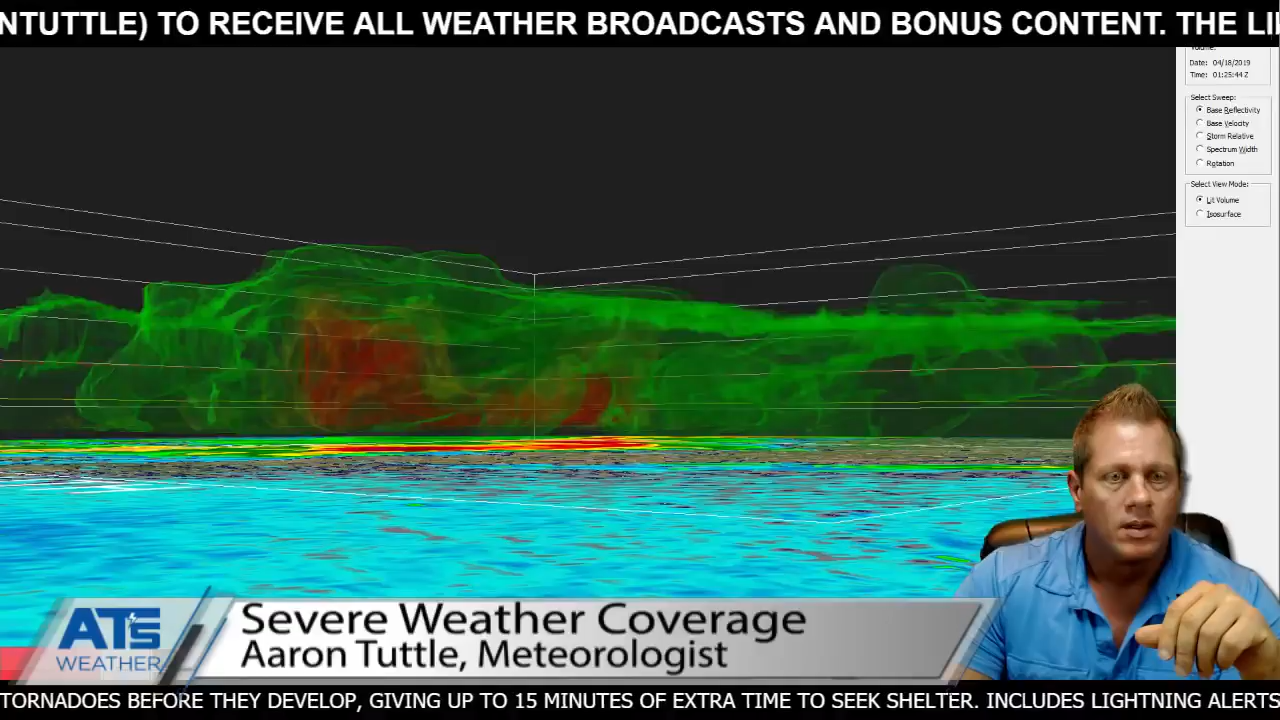 NTUTTLE) TO RECEIVE ALL WEATHER BROADCASTS AND BONUS CONTENT. THE LI
Volume:
Date: 04/18/2019
Time: 01:25:44 Z
Select Sweep:
Base Reflectivity
Base Velocity
Storm Relative
Spectrum Width
Rotation
Select View Mode:
Lit Volume
Isosurface
ATS
WEATHER
Severe Weather Coverage
Aaron Tuttle, Meteorologist
TORNADOES BEFORE THEY DEVELOP, GIVING UP TO 15 MINUTES OF EXTRA TIME TO SEEK SHELTER. INCLUDES LIGHTNING ALERTS